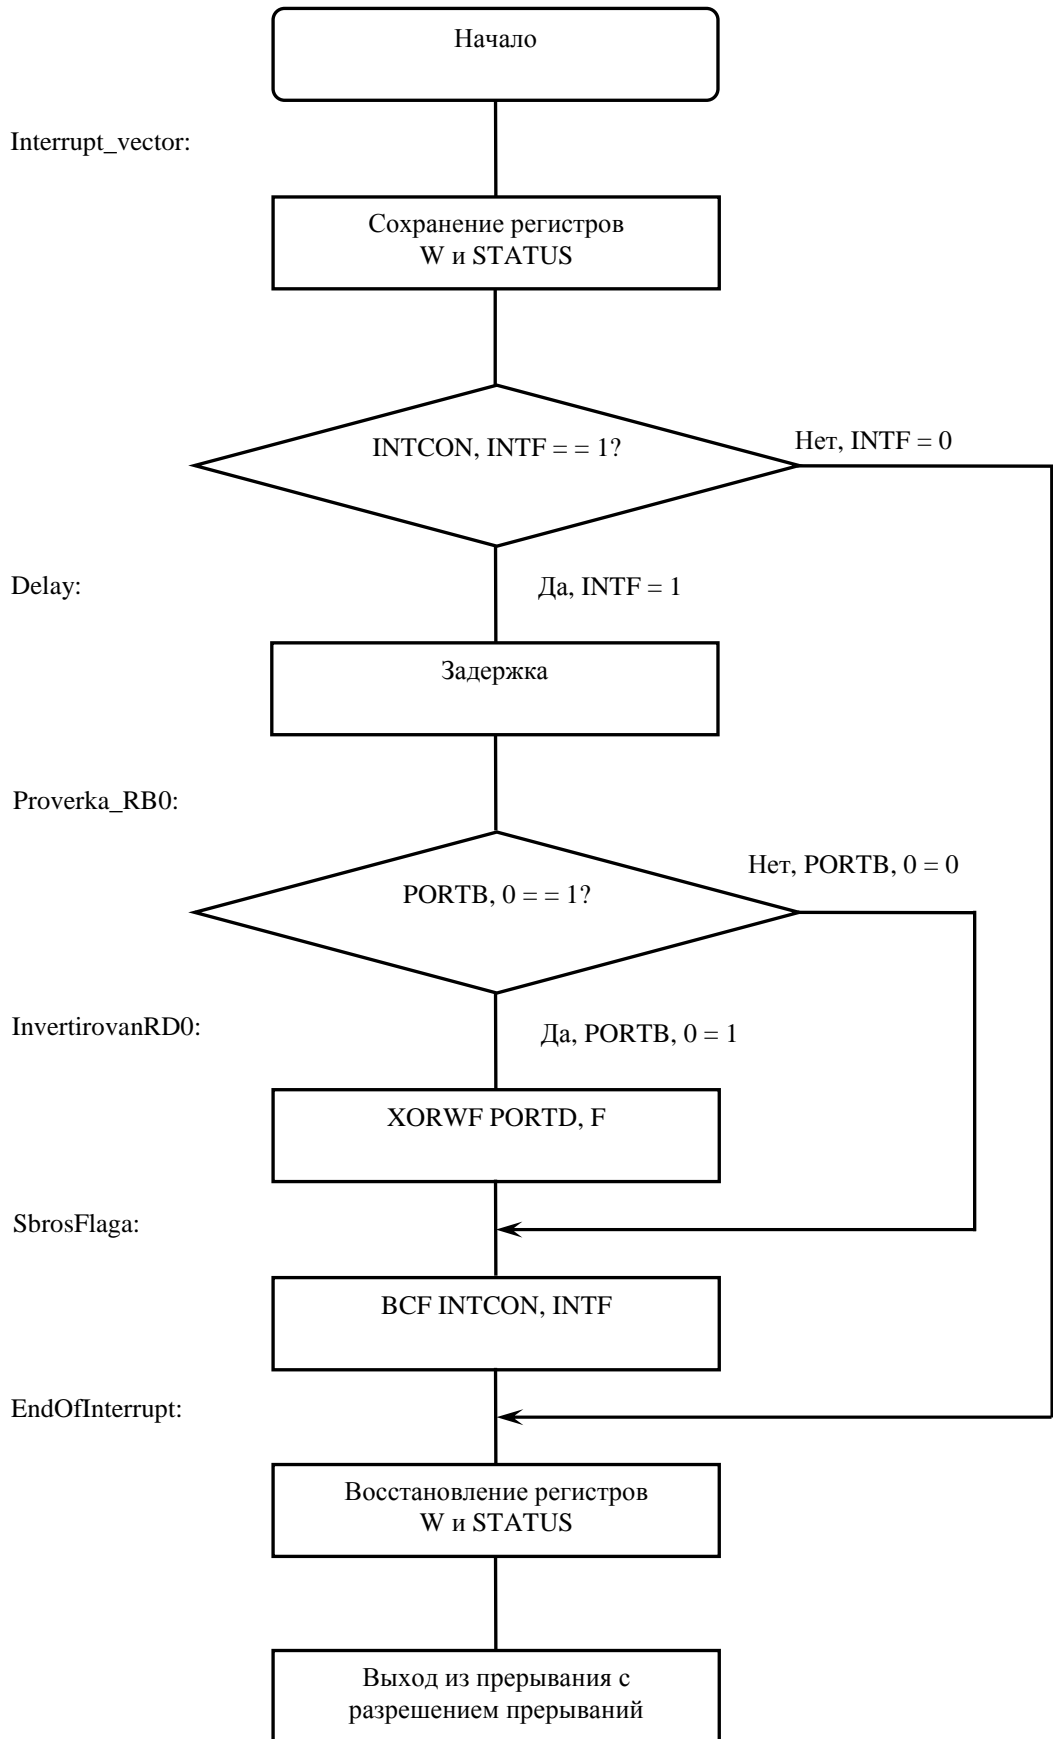 Начало
Interrupt_vector:
Сохранение регистров
W и STATUS
INTCON, INTF = = 1?
Нет, INTF = 0
Delay:
Да, INTF = 1
Задержка
Proverka_RB0:
Нет, PORTB, 0 = 0
PORTB, 0 = = 1?
InvertirovanRD0:
Да, PORTB, 0 = 1
XORWF PORTD, F
SbrosFlaga:
BCF INTCON, INTF
EndOfInterrupt:
Восстановление регистров
W и STATUS
Выход из прерывания с
разрешением прерываний